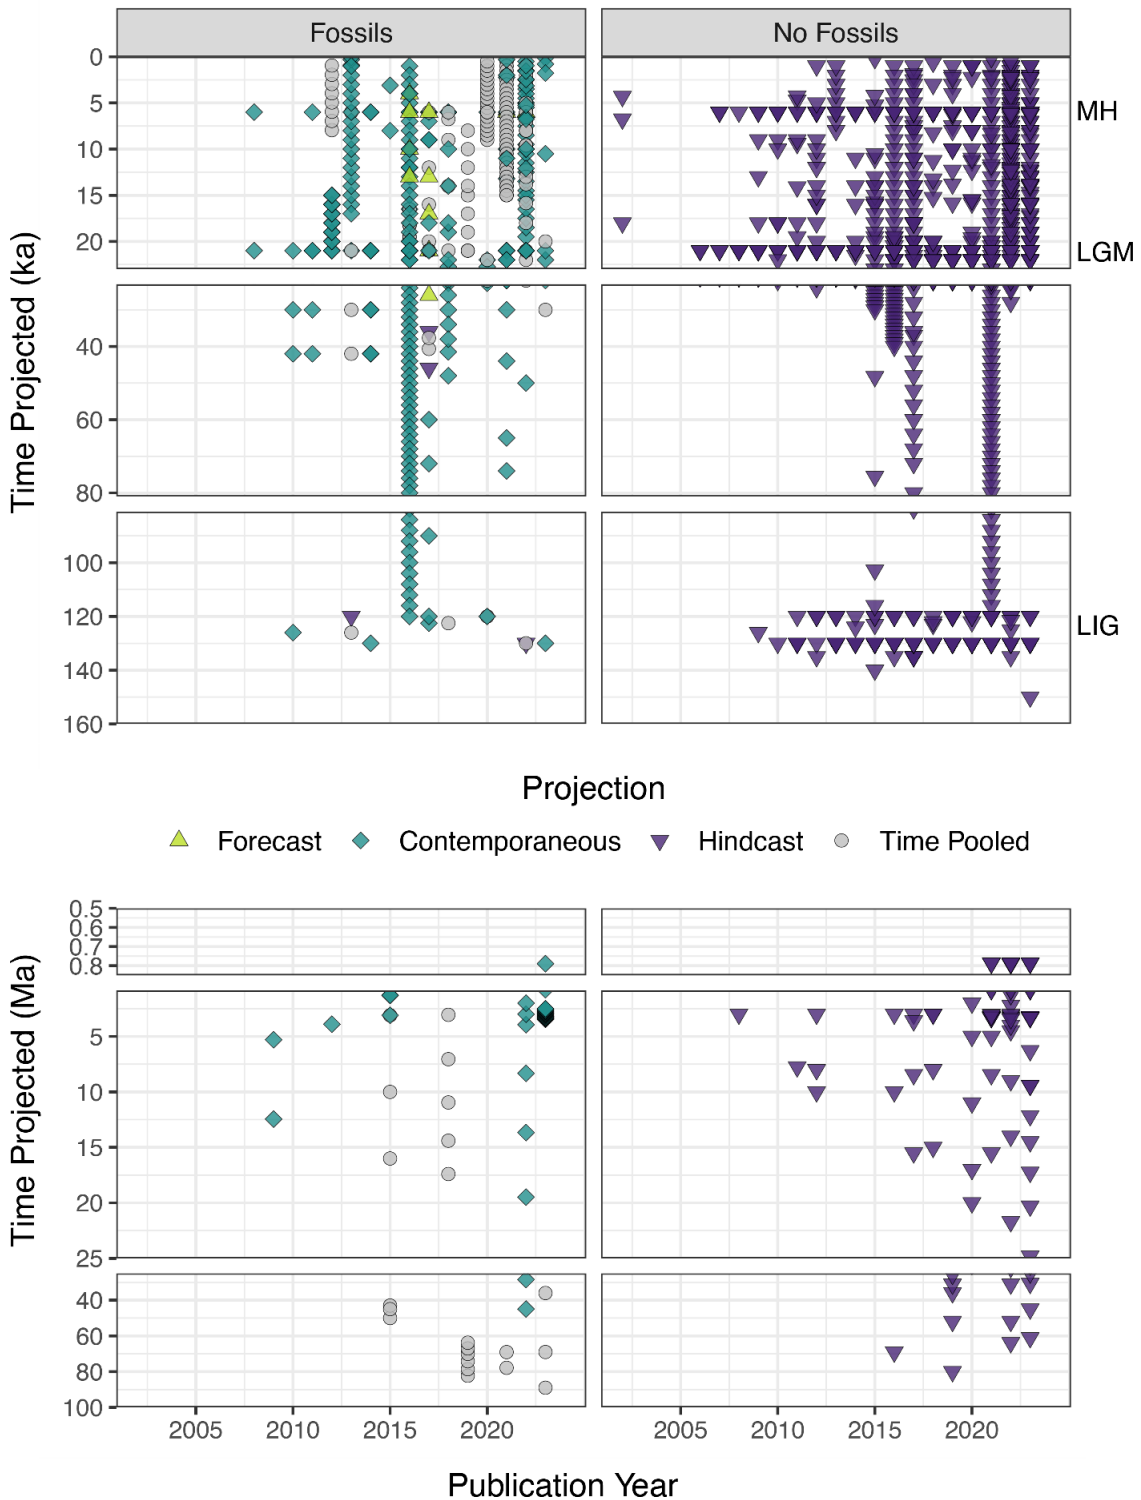 Fossils No Fossils
0
5 MH
10
15
20 LGM
40
60
80
100
120 LIG
140
160
Time Projected (ka)
Projection
Forecast Contemporaneous Hindcast Time Pooled
0.5
0.6
0.7
0.8
5
10
15
20
25
40
60
80
100
Time Projected (Ma)
2005 2010 2015 2020 2005 2010 2015 2020
Publication Year